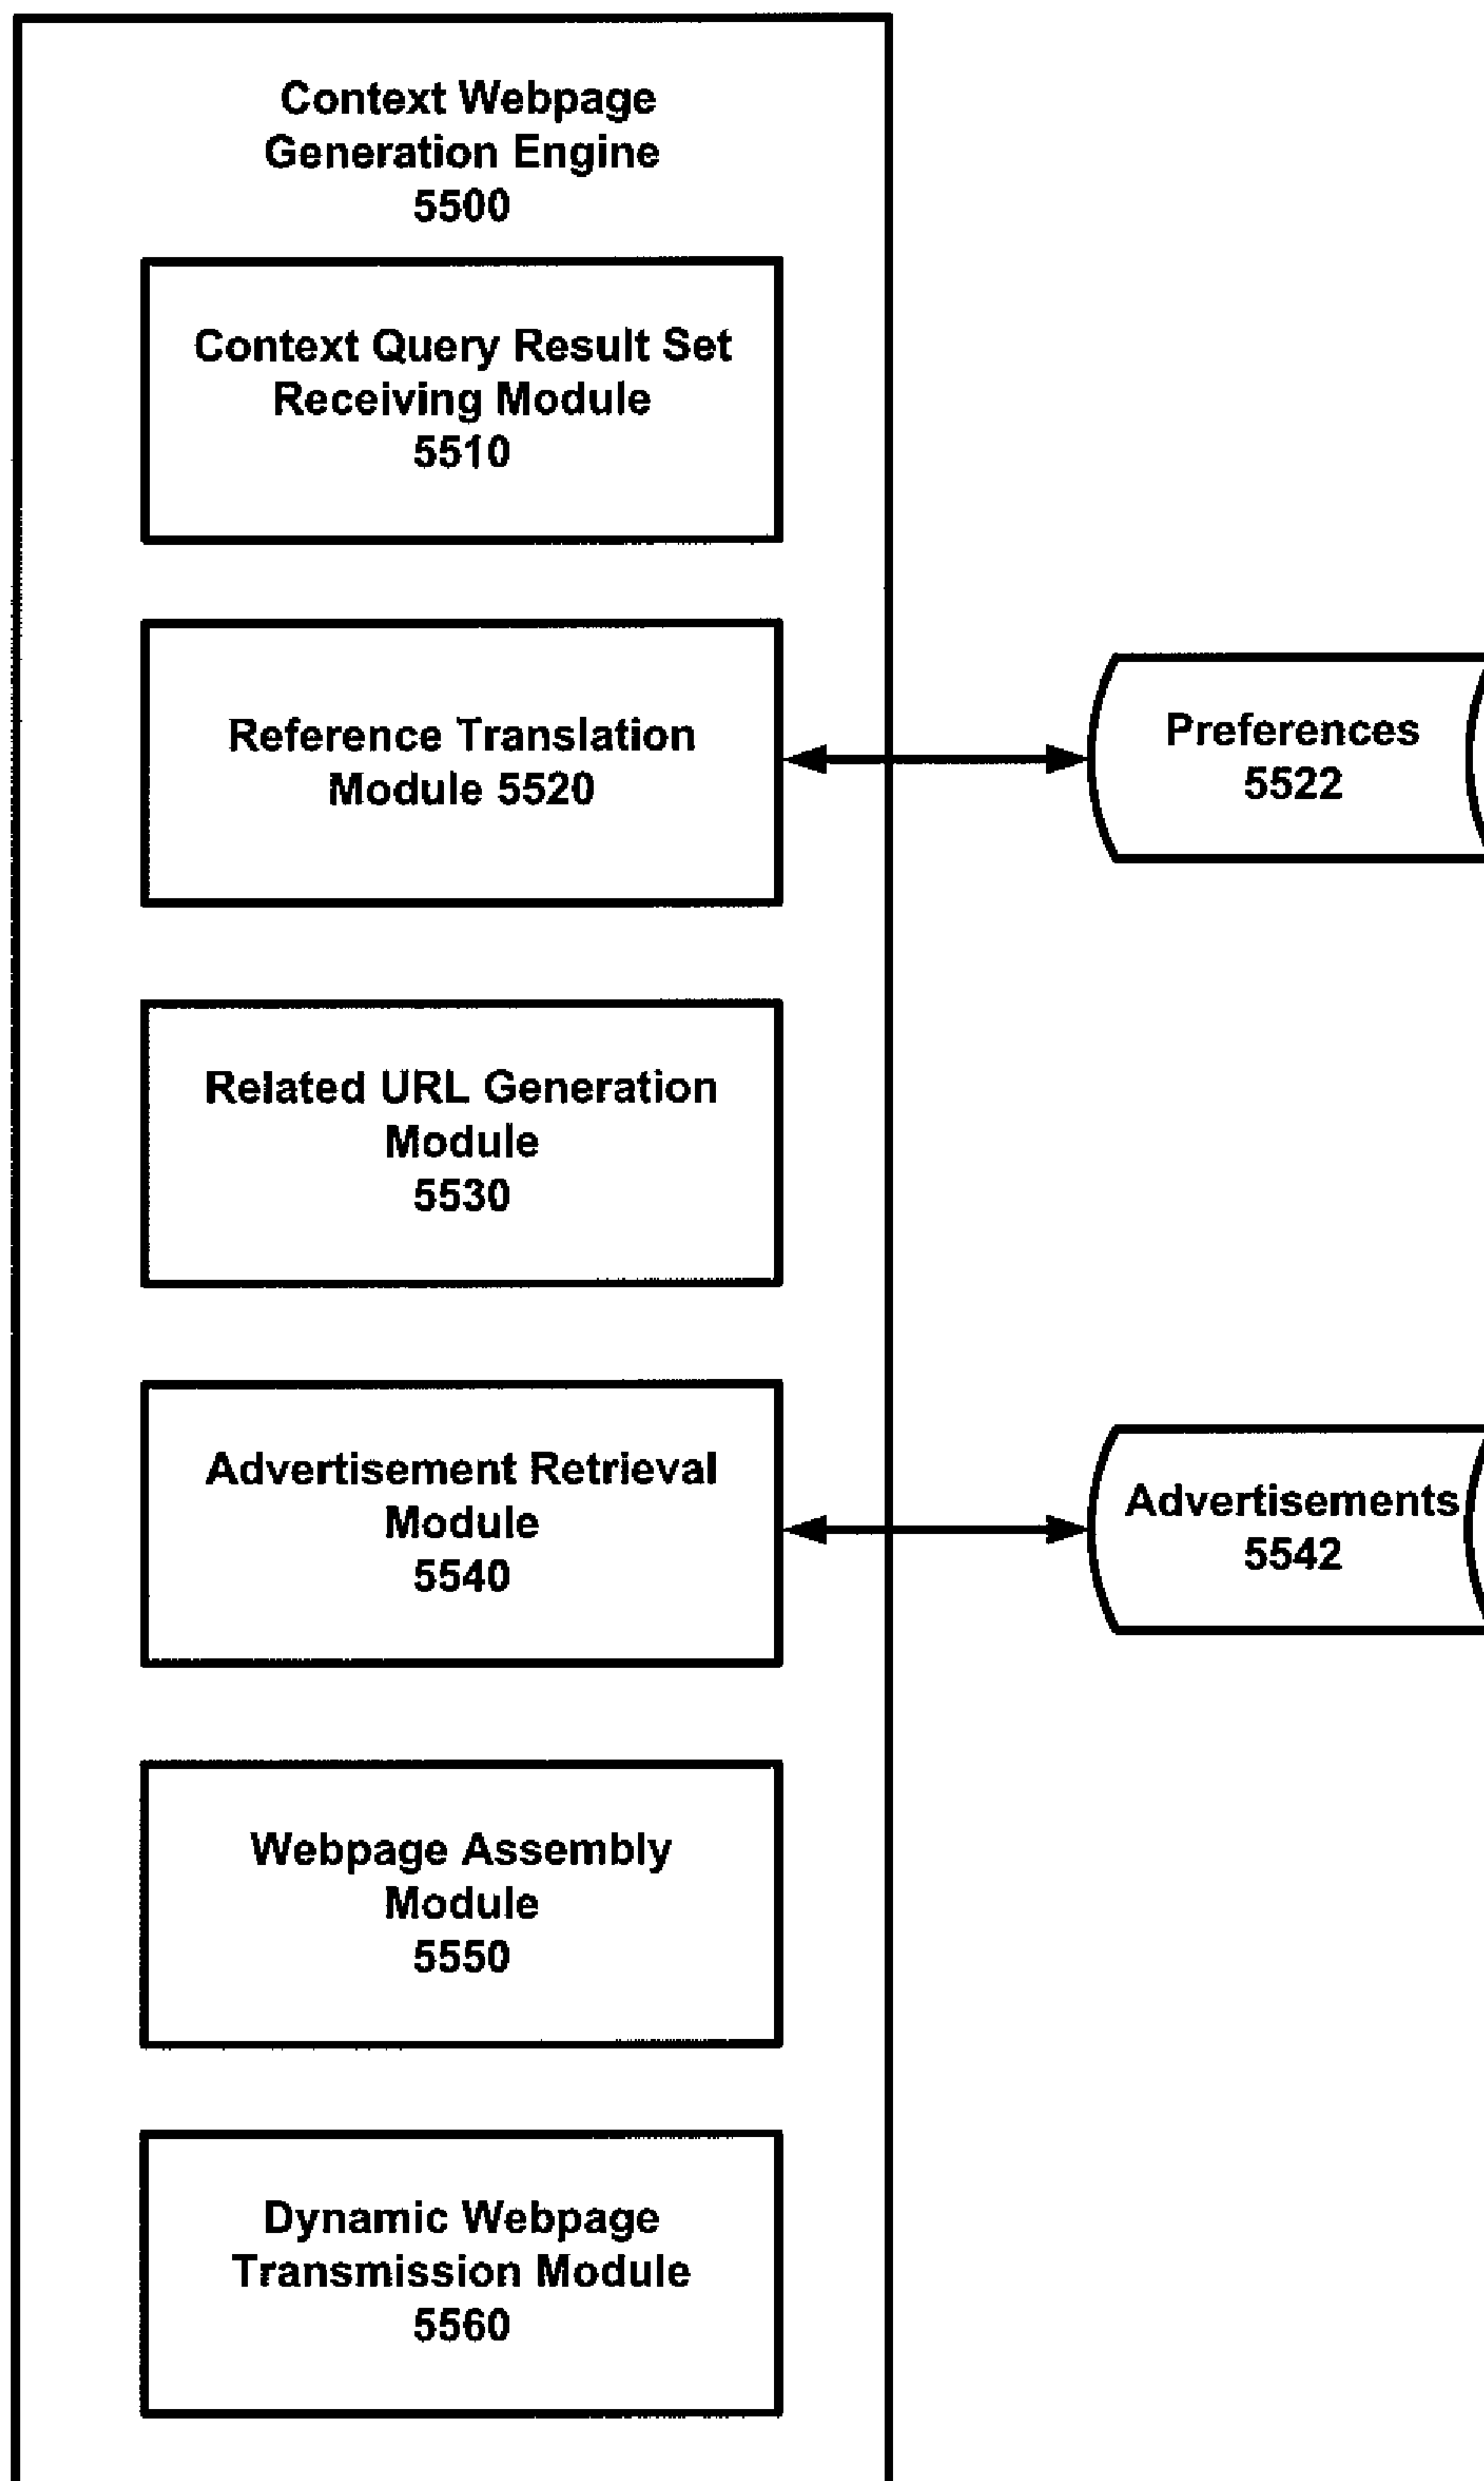 Context Webpage
Generation Engine
5500
Context Query Result Set
Receiving Module
5510
Reference Translation
Module 5520
Preferences
5522
Related URL Generation
Module
5530
Advertisement Retrieval
Module
5540
Advertisements
5542
Webpage Assembly
Module
5550
Dynamic Webpage
Transmission Module
5560